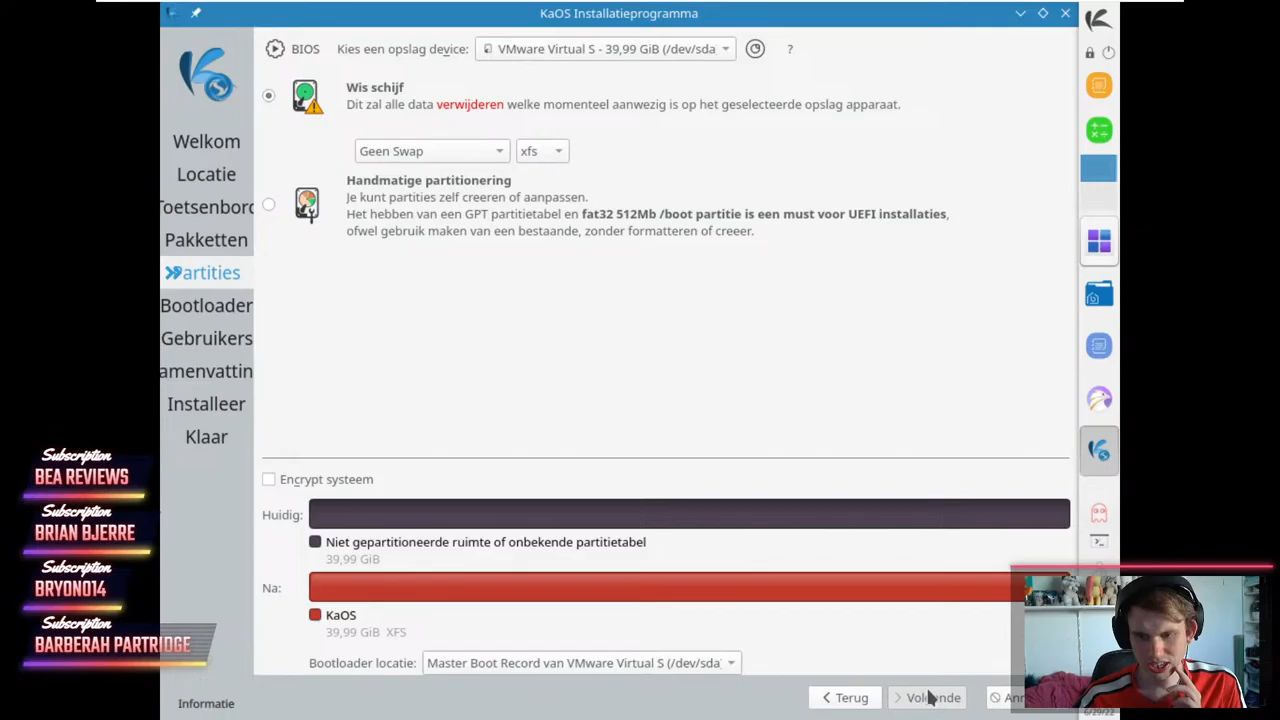 KaOS Installatieprogramma
BIOS
Kies een opslag device:
VMware Virtual S - 39,99 GiB (/dev/sda
?
Wis schijf
Dit zal alle data verwijderen welke momenteel aanwezig is op het geselecteerde opslag apparaat.
Geen Swap
xfs
Handmatige partitionering
Je kunt partities zelf creeren of aanpassen.
Het hebben van een GPT partitietabel en fat32 512Mb /boot partitie is een must voor UEFI installaties,
ofwel gebruik maken van een bestaande, zonder formatteren of creeer.
Welkom
Locatie
Toetsenbord
Pakketten
Partities
Bootloader
Gebruikers
amenvattin
Installeer
Klaar
Informatie
Encrypt systeem
Huidig:
Niet gepartitioneerde ruimte of onbekende partitietabel
39,99 GiB
Na:
KaOS
39,99 GiB XFS
Bootloader locatie:
Master Boot Record van VMware Virtual S (/dev/sda
Terug
Volgende
Subscription
BEA REVIEWS
Subscription
BRIAN BJERRE
Subscription
BRYONO14
Subscription
BARBERAH PARTRIDGE